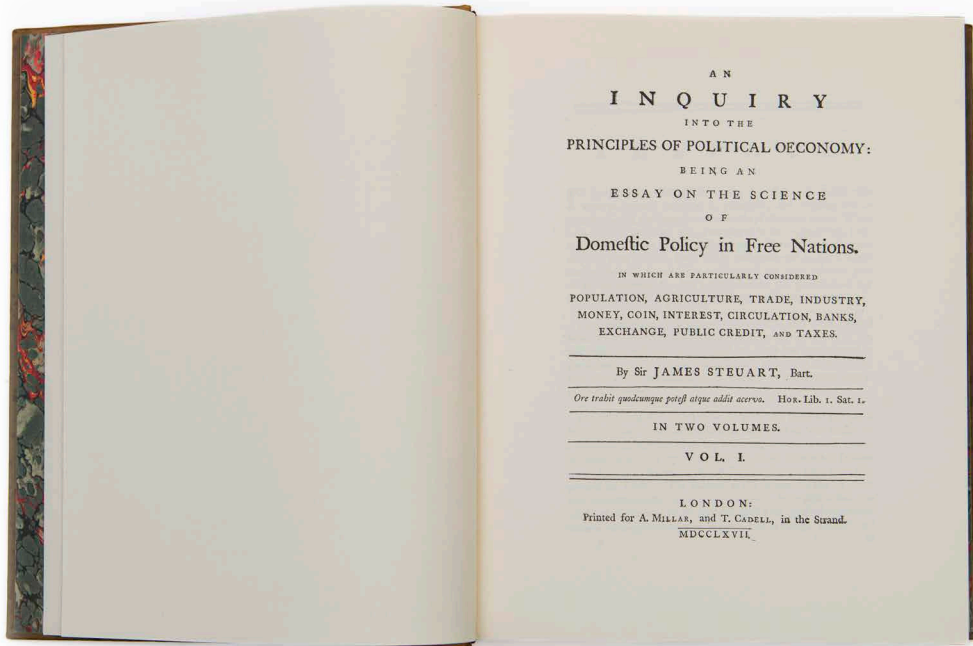 AN
INQUIRY
INTO THE
PRINCIPLES OF POLITICAL OECONOMY:
BEING AN
ESSAY ON THE SCIENCE
OF
Domeſtic Policy in Free Nations.
IN WHICH ARE PARTICULARLY CONSIDERED
POPULATION, AGRICULTURE, TRADE, INDUSTRY,
MONEY, COIN, INTEREST, CIRCULATION, BANKS,
EXCHANGE, PUBLIC CREDIT, AND TAXES.
By Sir JAMES STEUART, Bart.
Ore trahit quodcumque poteſt atque addit acervo. HOR. Lib. 1. Sat. 1.
IN TWO VOLUMES.
VOL. I.
LONDON:
Printed for A. MILLAR, and T. CADELL, in the Strand.
MDCCLXVII.